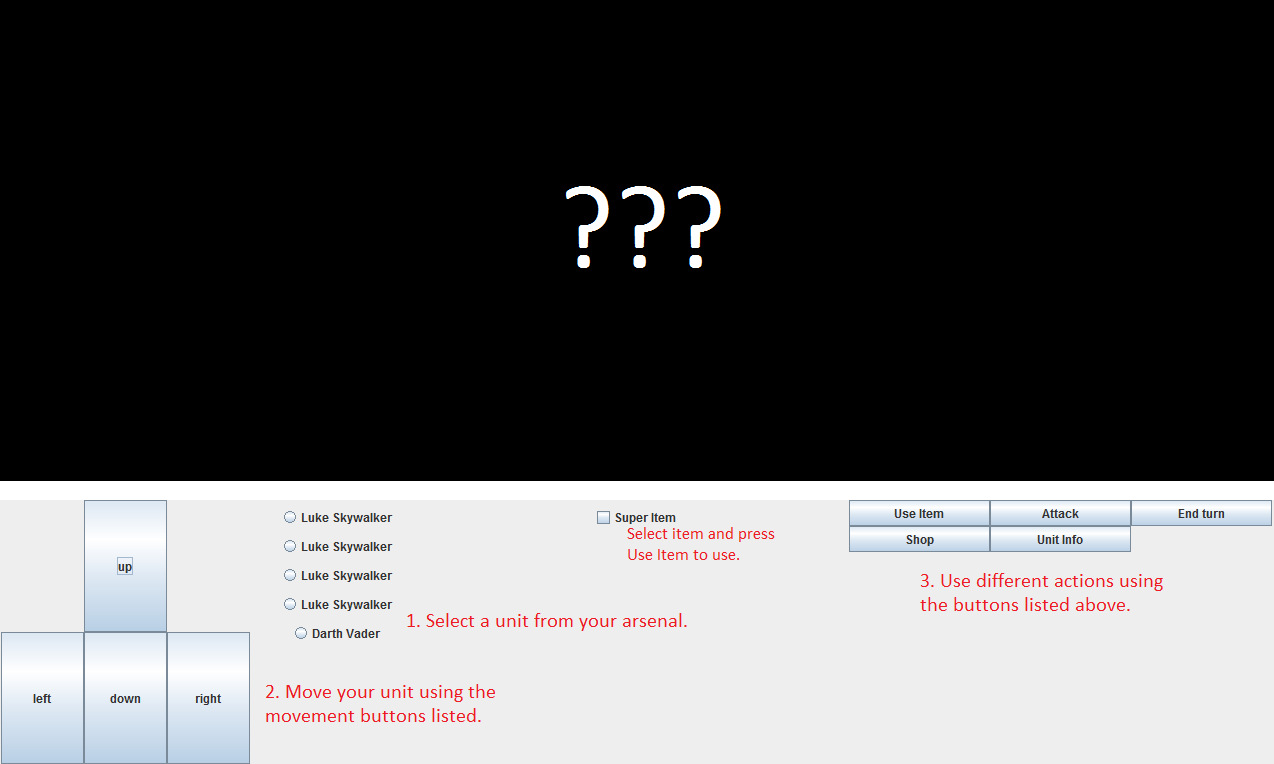 ???
up
left
down
right
Luke Skywalker
Luke Skywalker
Luke Skywalker
Luke Skywalker
Darth Vader
1. Select a unit from your arsenal.
2. Move your unit using the
movement buttons listed.
Super Item
Select item and press
Use Item to use.
Use Item
Attack
End turn
Shop
Unit Info
3. Use different actions using
the buttons listed above.